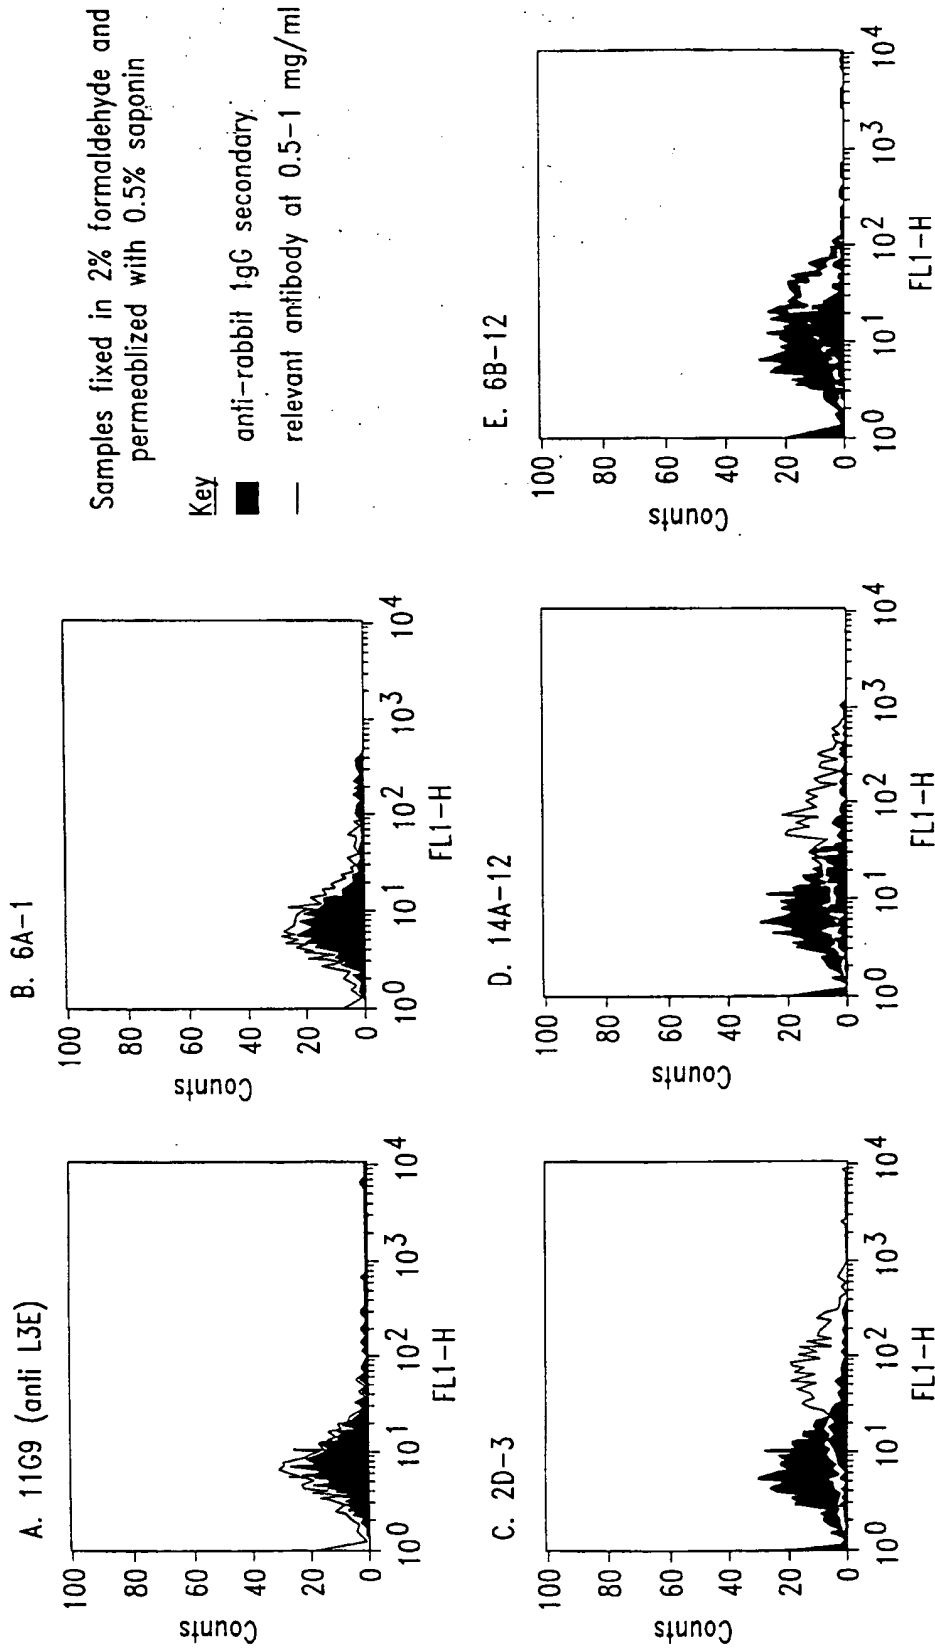 A. 11G9 (anti L3E)
Counts
100
80
60
40
20
0
10^0 10^1 10^2 10^3 10^4
FL1-H
B. 6A-1
Counts
100
80
60
40
20
0
10^0 10^1 10^2 10^3 10^4
FL1-H
Samples fixed in 2% formaldehyde and
permeablized with 0.5% saponin
Key
anti-rabbit 1gG secondary
relevant antibody at 0.5-1 mg/ml
C. 2D-3
Counts
100
80
60
40
20
0
10^0 10^1 10^2 10^3 10^4
FL1-H
D. 14A-12
Counts
100
80
60
40
20
0
10^0 10^1 10^2 10^3 10^4
FL1-H
E. 6B-12
Counts
100
80
60
40
20
0
10^0 10^1 10^2 10^3 10^4
FL1-H